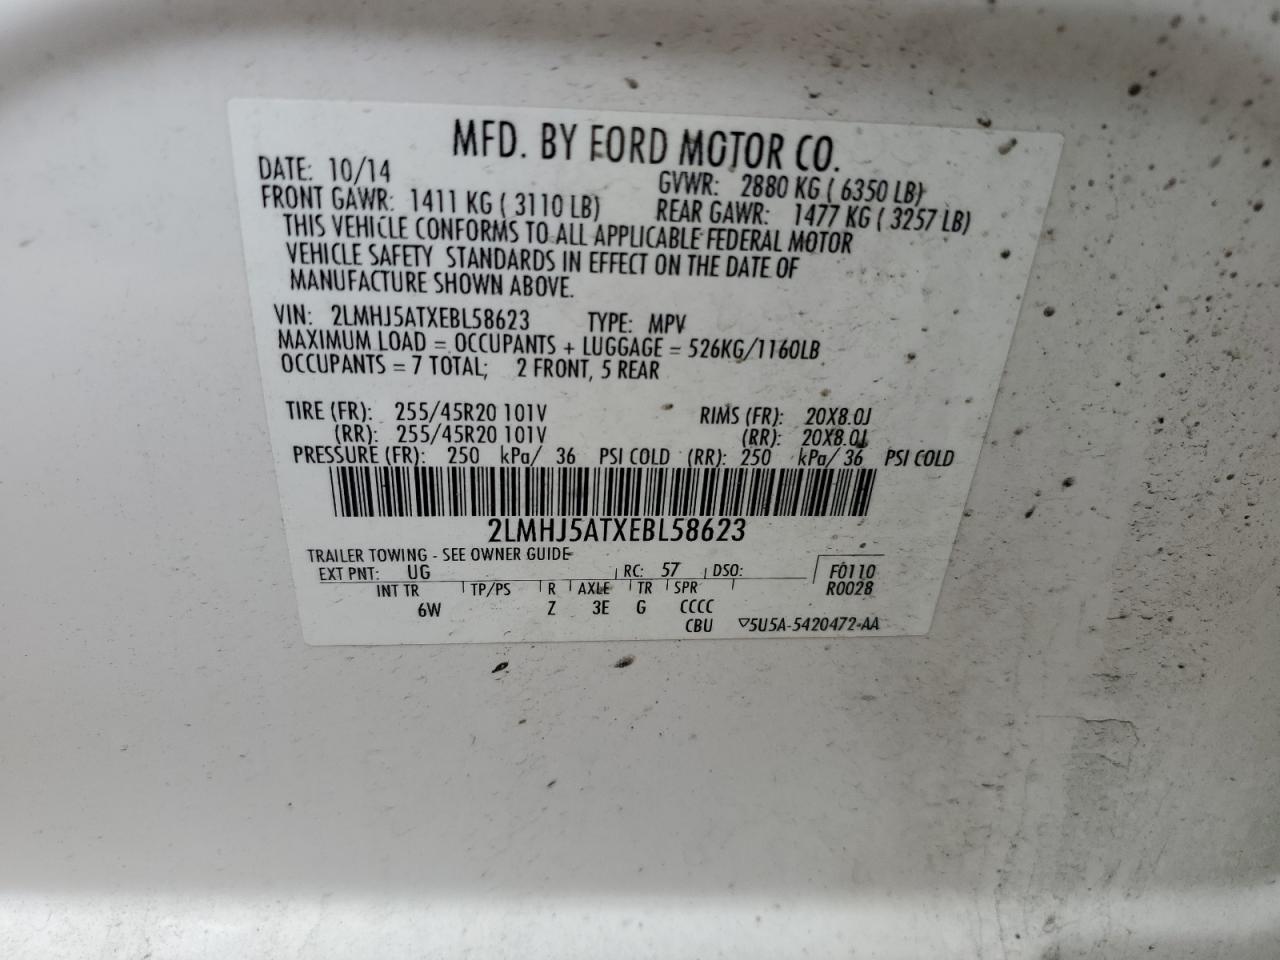 MFD. BY FORD MOTOR CO.
DATE: 10/14 GVWR: 2880 KG ( 6350 LB)
FRONT GAWR: 1411 KG ( 3110 LB) REAR GAWR: 1477 KG ( 3257 LB)
THIS VEHICLE CONFORMS TO ALL APPLICABLE FEDERAL MOTOR
VEHICLE SAFETY STANDARDS IN EFFECT ON THE DATE OF
MANUFACTURE SHOWN ABOVE.
VIN: 2LMHJ5ATXEBL58623 TYPE: MPV
MAXIMUM LOAD = OCCUPANTS + LUGGAGE = 526KG/1160LB
OCCUPANTS = 7 TOTAL; 2 FRONT, 5 REAR
TIRE (FR): 255/45R20 101V RIMS (FR): 20X8.0J
(RR): 255/45R20 101V (RR): 20X8.0J
PRESSURE (FR): 250 kPa/ 36 PSI COLD (RR): 250 kPa/ 36 PSI COLD
2LMHJ5ATXEBL58623
TRAILER TOWING - SEE OWNER GUIDE
EXT PNT: UG RC: 57 DSO: F0110
INT TR TP/PS R AXLE TR SPR R0028
6W Z 3E G CCCC
CBU ▽5U5A-5420472-AA